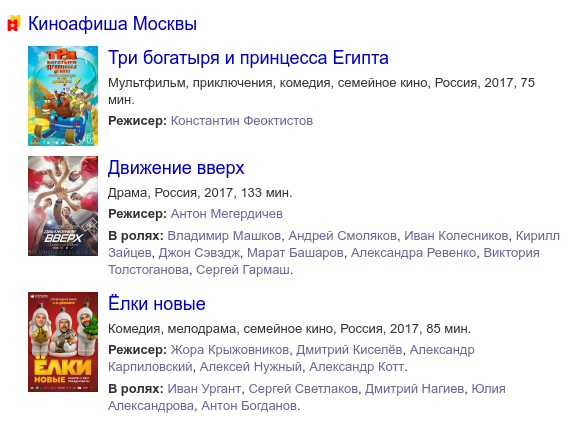 Киноафиша Москвы
Три богатыря и принцесса Египта
Мультфильм, приключения, комедия, семейное кино, Россия, 2017, 75
мин.
Режисер: Константин Феоктистов
Движение вверх
Драма, Россия, 2017, 133 мин.
Режисер: Антон Мегердичев
В ролях: Владимир Машков, Андрей Смоляков, Иван Колесников, Кирилл
Зайцев, Джон Сэвэдж, Марат Башаров, Александра Ревенко, Виктория
Толстоганова, Сергей Гармаш.
ВВЕРХ
Ёлки новые
Комедия, мелодрама, семейное кино, Россия, 2017, 85 мин.
Режисер: Жора Крыжовников, Дмитрий Киселёв, Александр
Карпиловский, Алексей Нужный, Александр Котт.
В ролях: Иван Ургант, Сергей Светлаков, Дмитрий Нагиев, Юлия
Александрова, Антон Богданов.
ЁЛКИ
НОВЫЕ